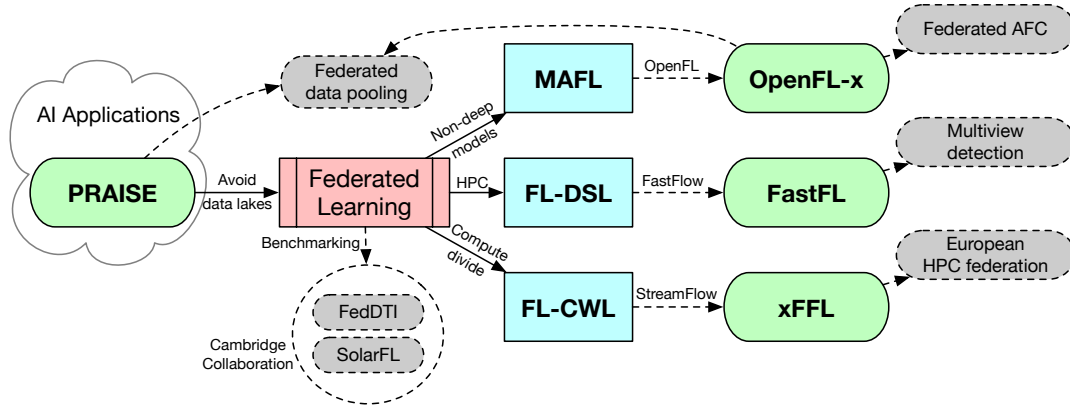 Federated AFC
Federated
data pooling
MAFL
OpenFL
OpenFL-x
AI Applications
Non-deep
models
Multiview
detection
PRAISE
Avoid
data lakes
Federated
Learning
HPC
FL-DSL
FastFlow
FastFL
Benchmarking
Compute
divide
European
HPC federation
FL-CWL
StreamFlow
xFFL
FedDTI
SolarFL
Cambridge
Collaboration